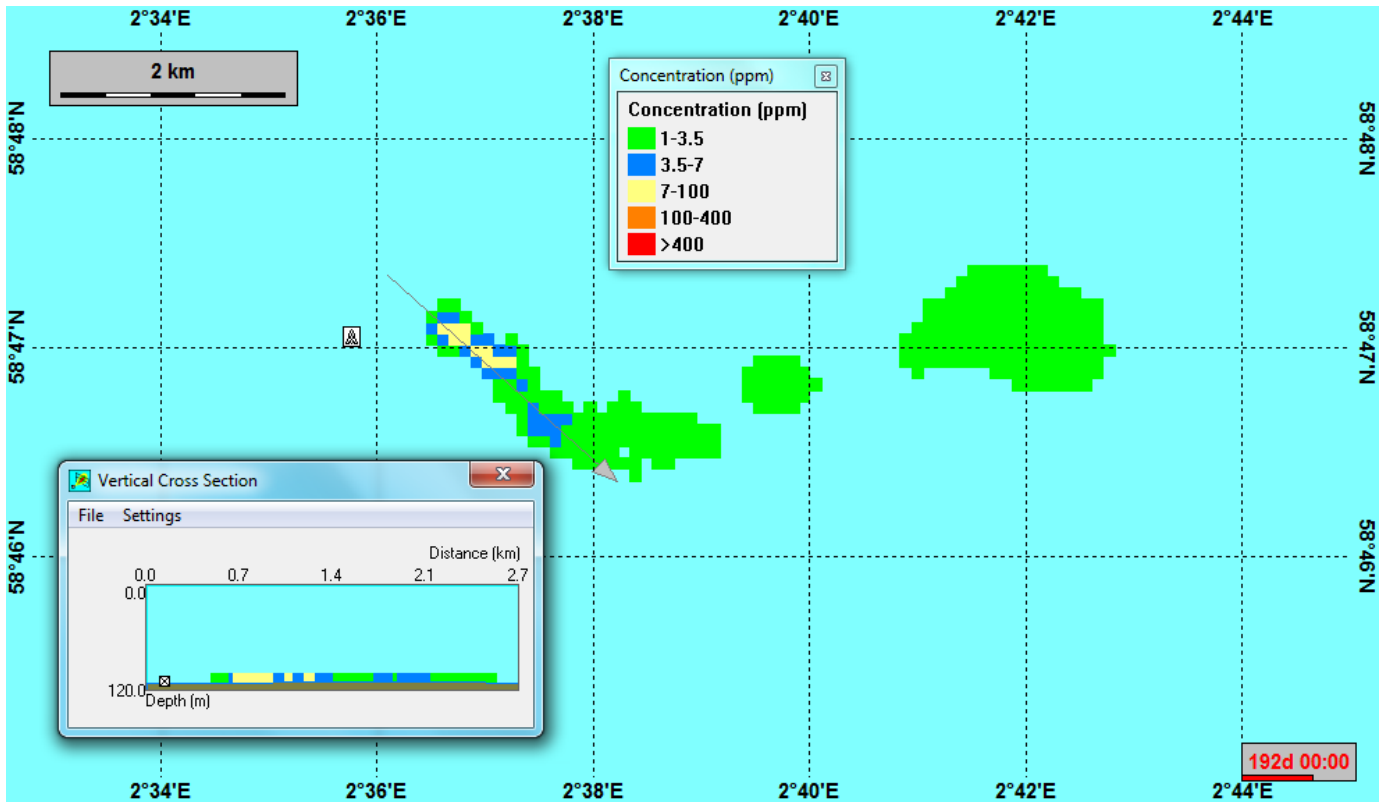 2°34'E 2°36'E 2°38'E 2°40'E 2°42'E 2°44'E
2 km
Concentration (ppm)
Concentration (ppm)
1-3.5
3.5-7
7-100
100-400
>400
58°48'N 58°48'N
58°47'N 58°47'N
58°46'N 58°46'N
Vertical Cross Section
File Settings
Distance (km)
0.0 0.7 1.4 2.1 2.7
0.0
120.0
Depth (m)
192d 00:00
2°34'E 2°36'E 2°38'E 2°40'E 2°42'E 2°44'E